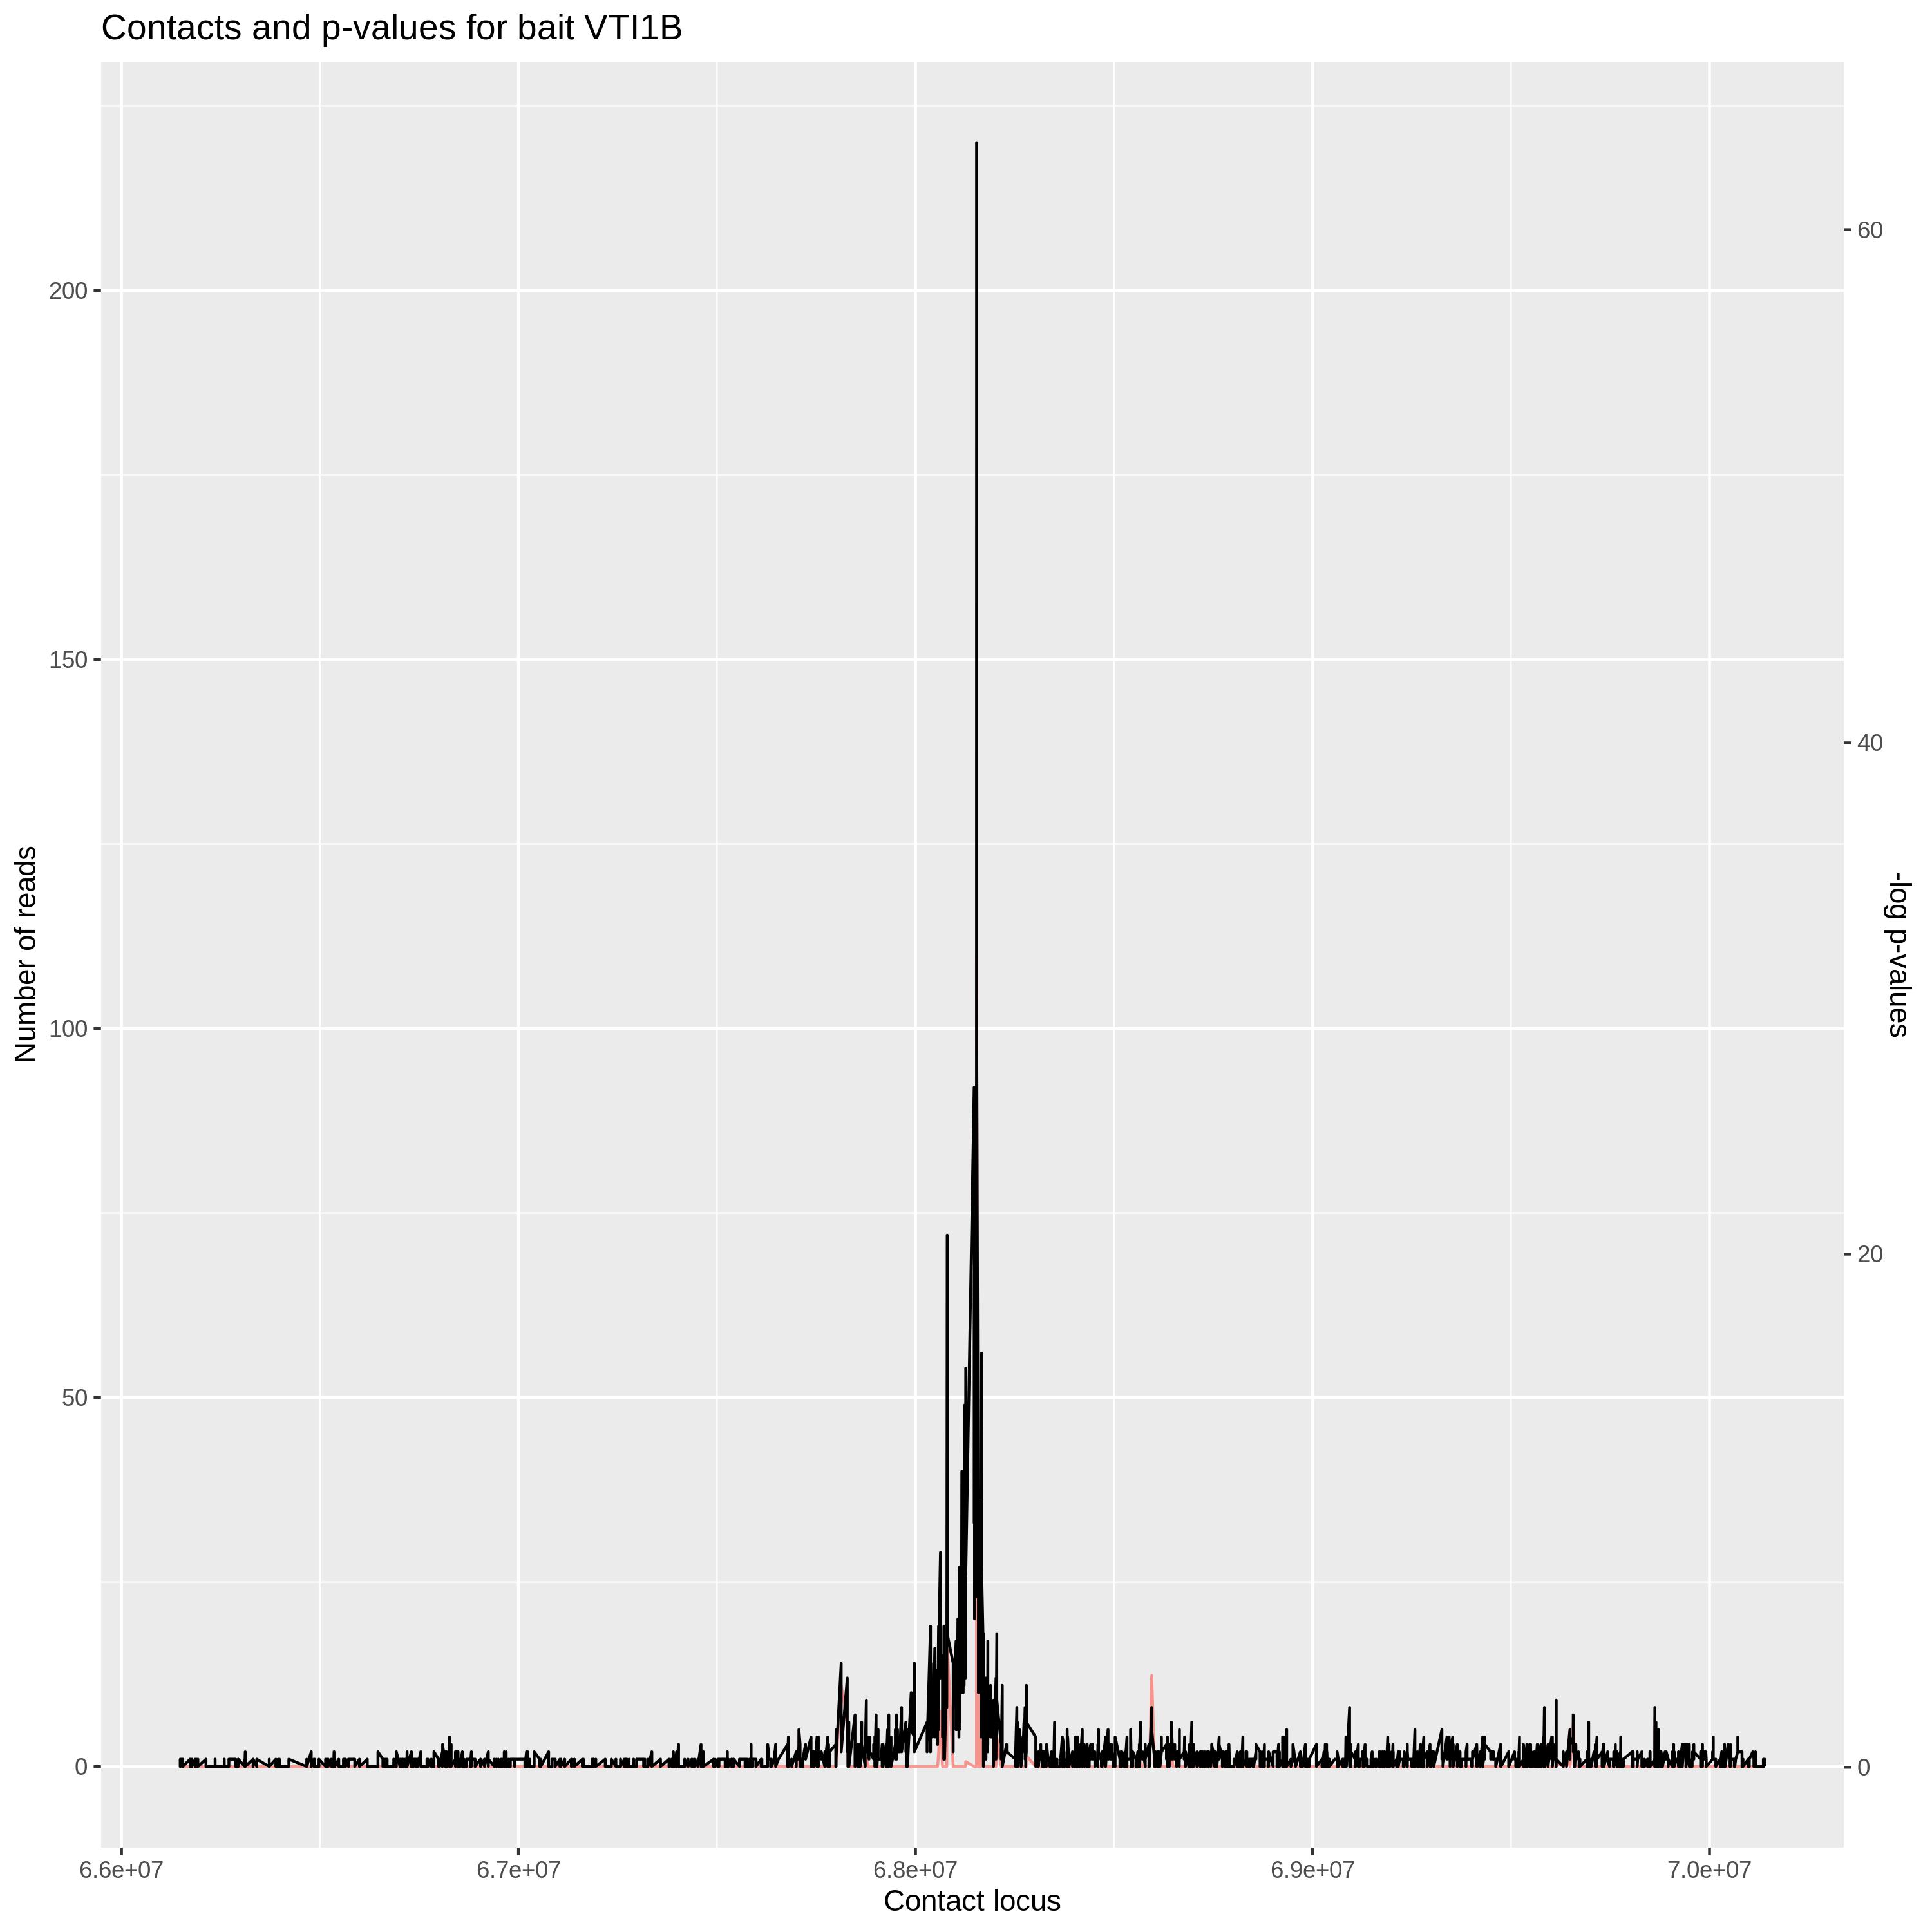 Contacts and p-values for bait VTI1B
Number of reads
200
150
100
50
0
60
40
20
0
-log p-values
6.6e+07 6.7e+07 6.8e+07 6.9e+07 7.0e+07
Contact locus